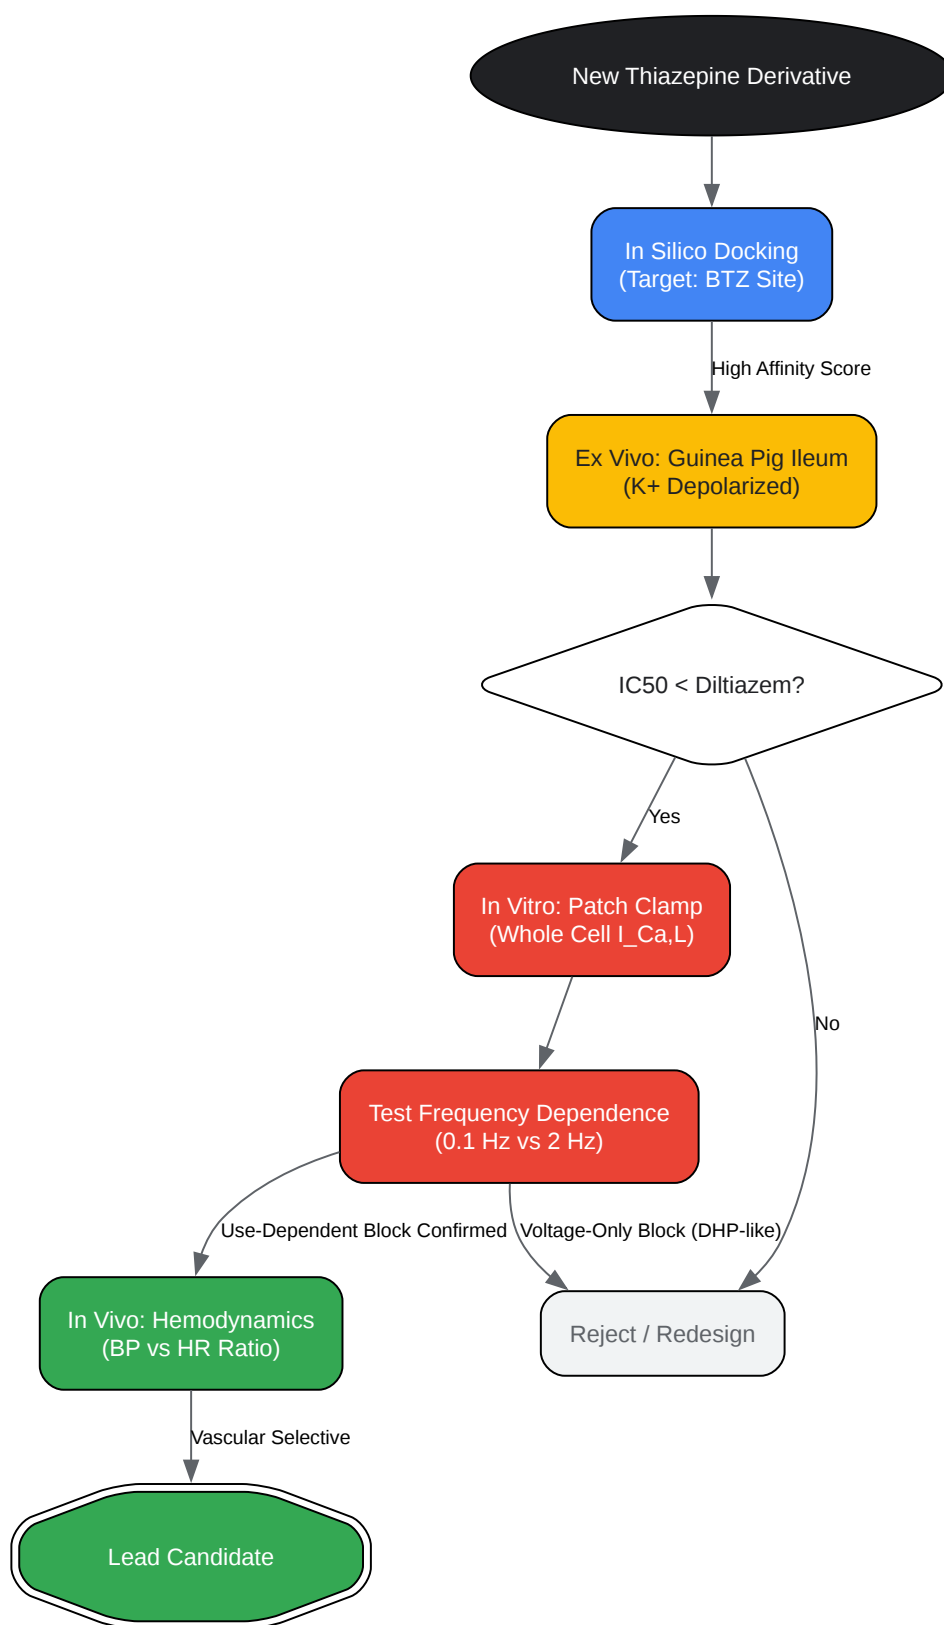 New Thiazepine Derivative
In Silico Docking
(Target: BTZ Site)
High Affinity Score
Ex Vivo: Guinea Pig Ileum
(K+ Depolarized)
IC50 < Diltiazem?
Yes
In Vitro: Patch Clamp
(Whole Cell I_Ca,L)
No
Test Frequency Dependence
(0.1 Hz vs 2 Hz)
Use-Dependent Block Confirmed
Voltage-Only Block (DHP-like)
In Vivo: Hemodynamics
(BP vs HR Ratio)
Reject / Redesign
Vascular Selective
Lead Candidate